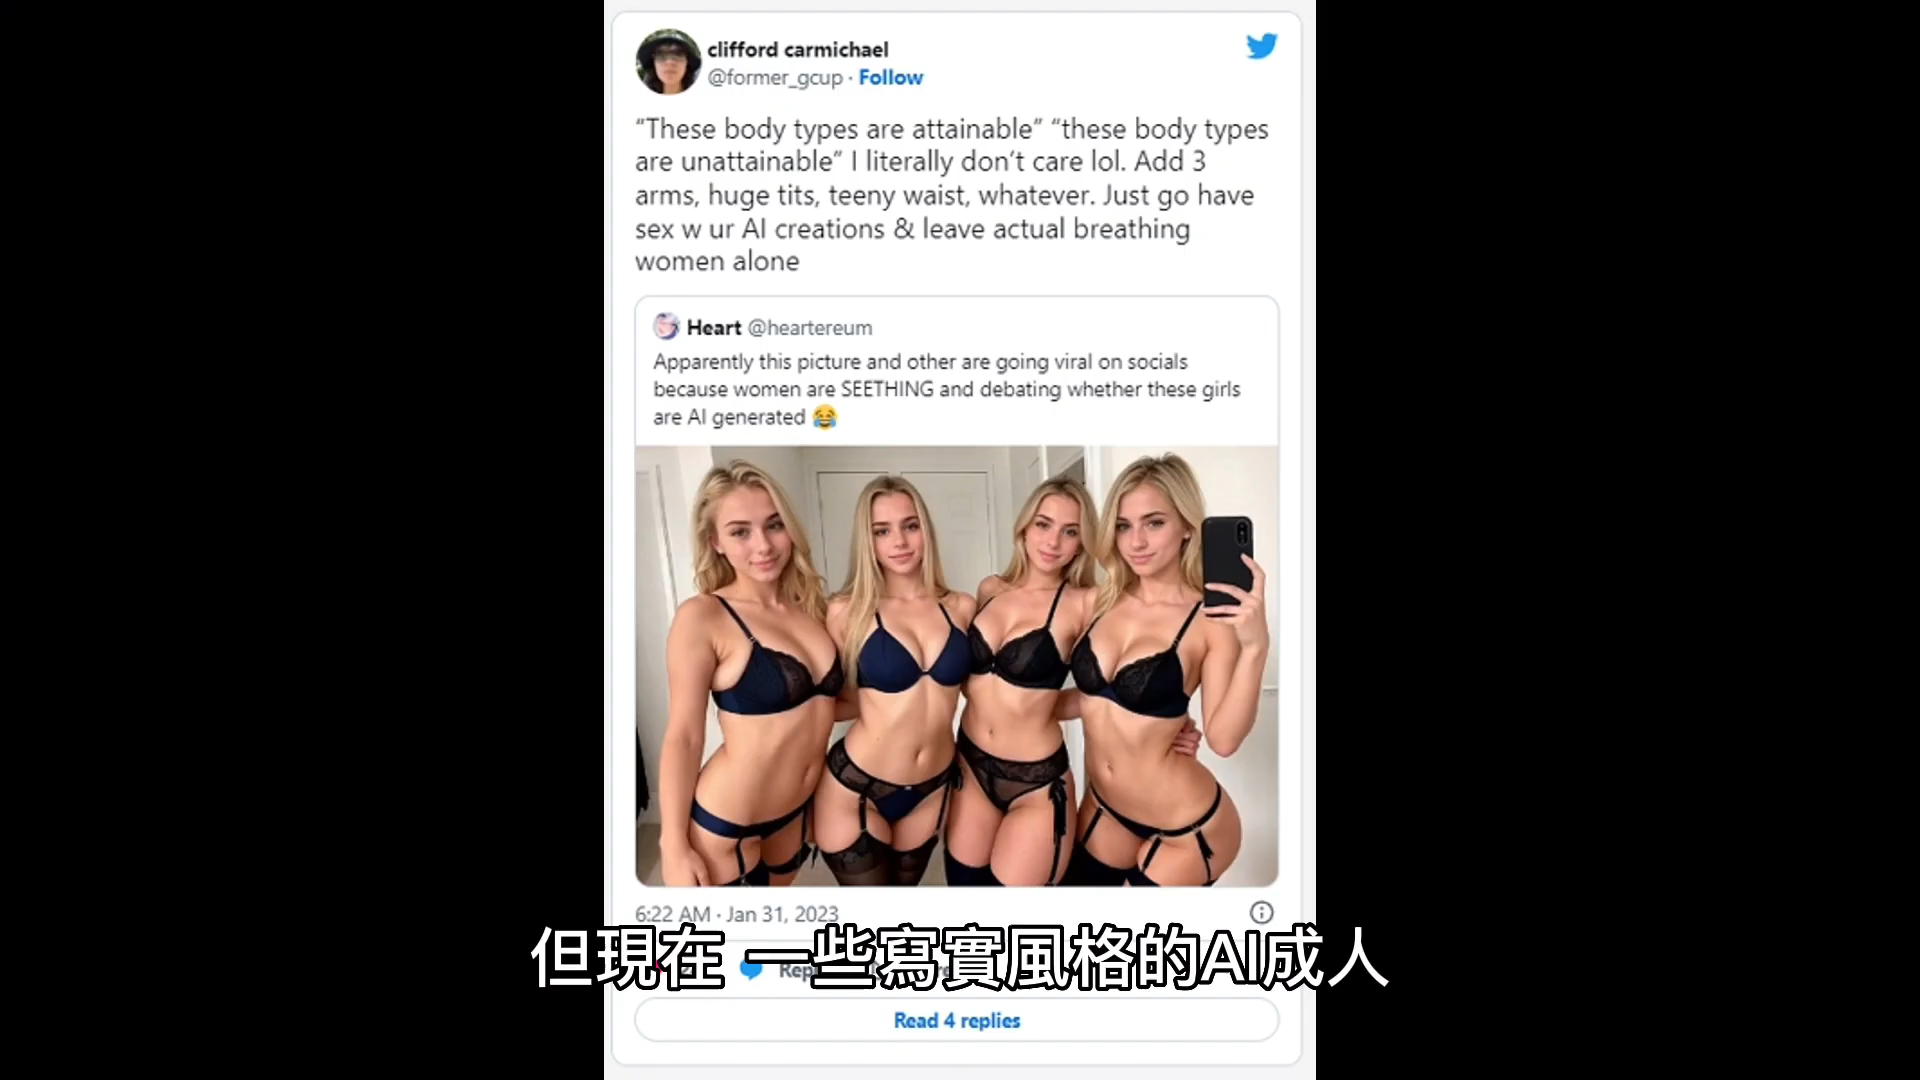 clifford carmichael
@former_gcup · Follow
“These body types are attainable” “these body types
are unattainable” I literally don’t care lol. Add 3
arms, huge tits, teeny waist, whatever. Just go have
sex w ur AI creations & leave actual breathing
women alone
Heart @heartereum
Apparently this picture and other are going viral on socials
because women are SEETHING and debating whether these girls
are AI generated 😂
6:22 AM · Jan 31, 2023
但現在 一些寫實風格的AI成人
Read 4 replies